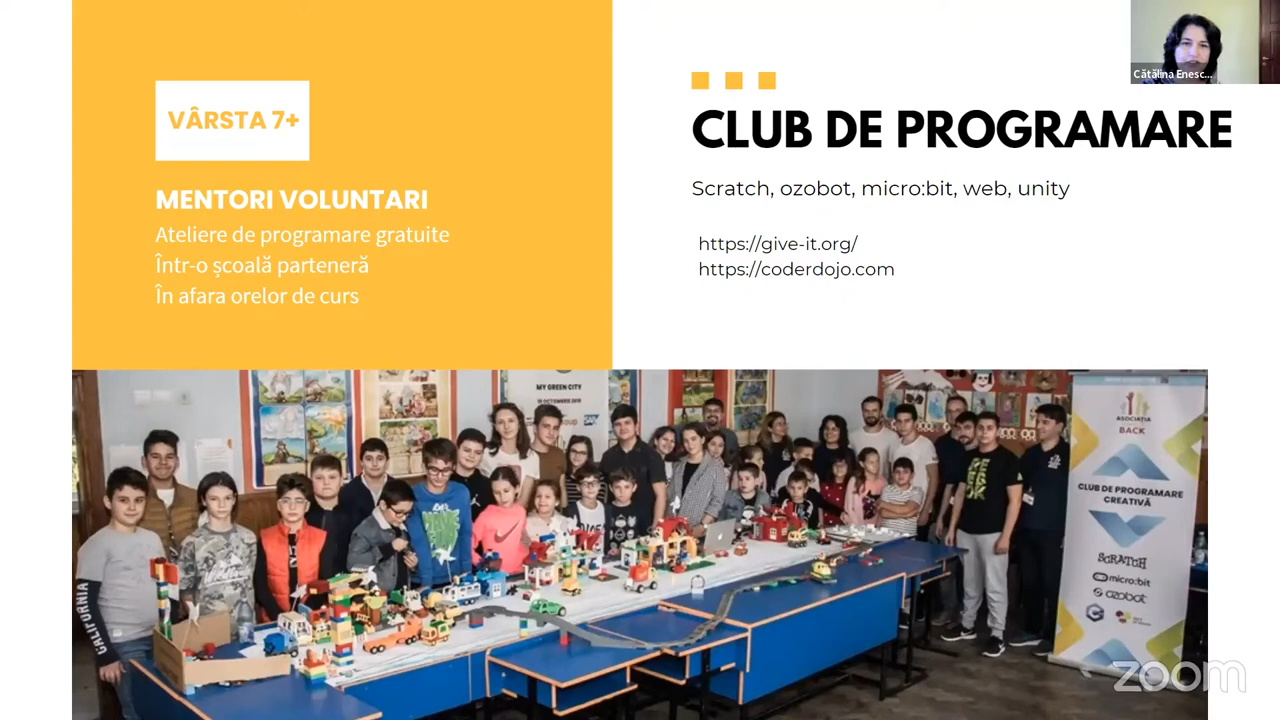 VÂRSTA 7+
MENTORI VOLUNTARI
Ateliere de programare gratuite
Într-o școală parteneră
În afara orelor de curs
CLUB DE PROGRAMARE
Scratch, ozobot, micro:bit, web, unity
https://give-it.org/
https://coderdojo.com
Cătălina Enesc...
MY GREEN CITY
SAP
ASOCIAȚIA
BACK
CLUB DE PROGRAMARE
CREATIVĂ
SCRATCH
micro:bit
ozobot
CALIFORNIA
zoom